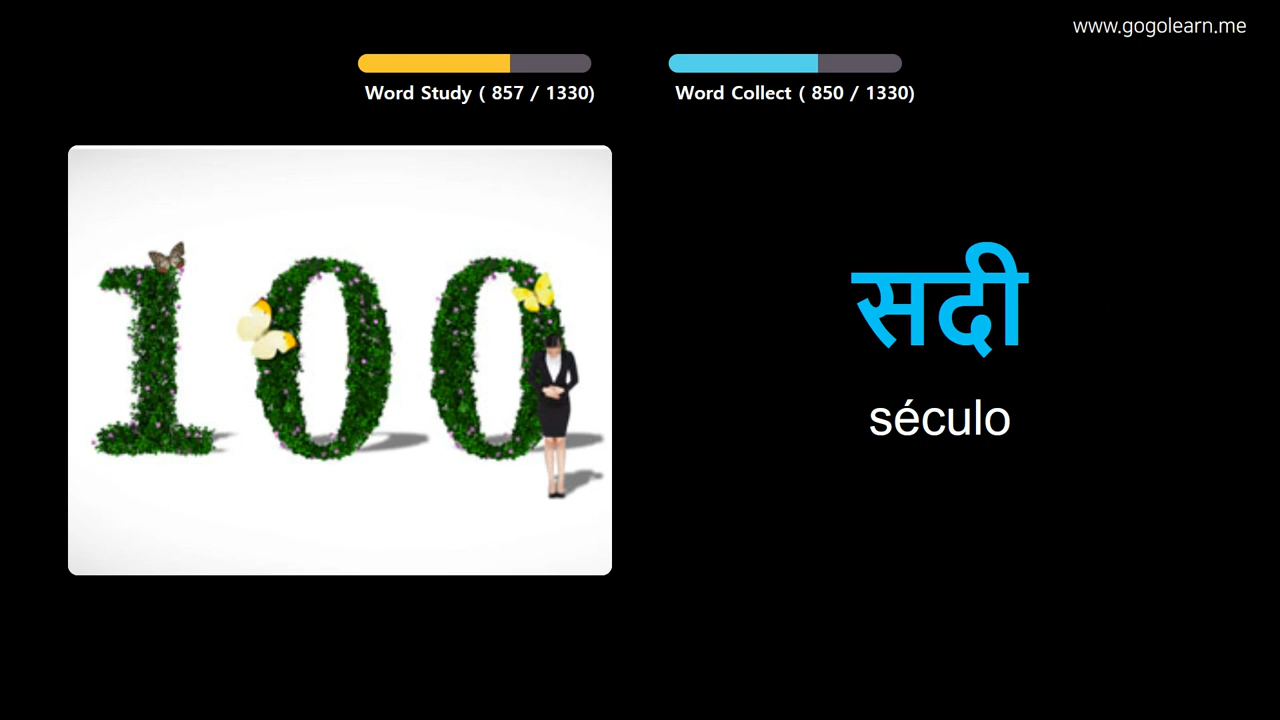 www.gogolearn.me
Word Study ( 857 / 1330)
Word Collect ( 850 / 1330)
100
सदी
século